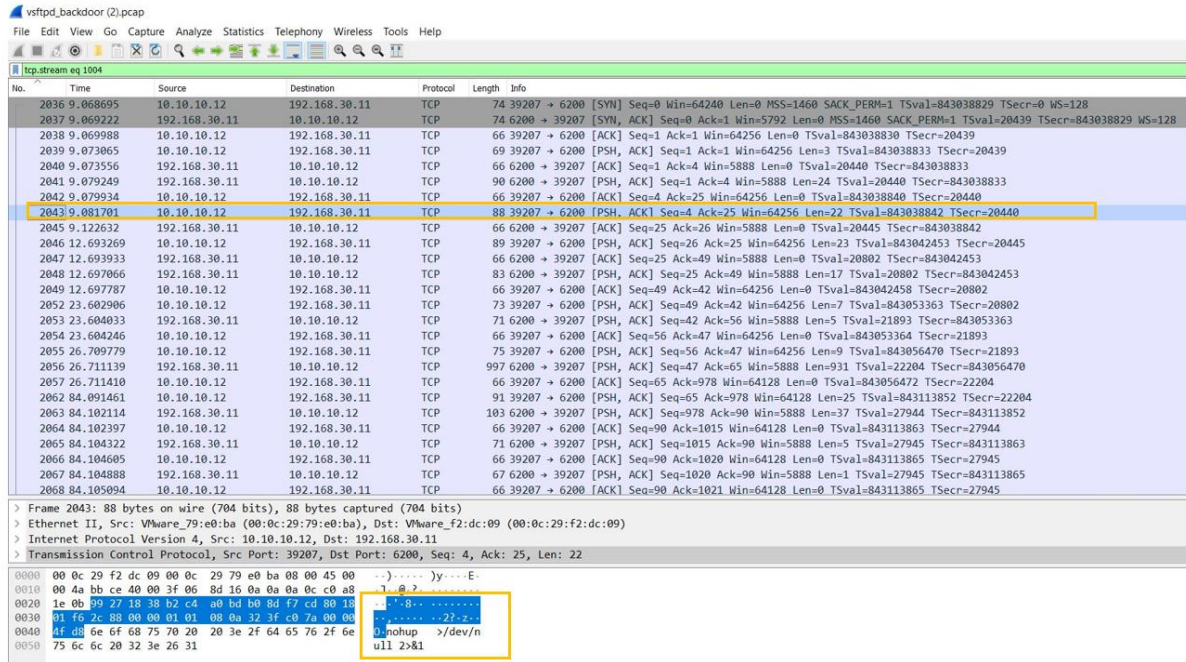 vsftpd_backdoor (2).pcap
File Edit View Go Capture Analyze Statistics Telephony Wireless Tools Help
tcp.stream eq 1004
No. Time Source Destination Protocol Length Info
2036 9.068695 10.10.10.12 192.168.30.11 TCP 74 39207 → 6200 [SYN] Seq=0 Win=64240 Len=0 MSS=1460 SACK_PERM=1 TSval=843038829 TSecr=0 WS=128
2037 9.069222 192.168.30.11 10.10.10.12 TCP 74 6200 → 39207 [SYN, ACK] Seq=0 Ack=1 Win=5792 Len=0 MSS=1460 SACK_PERM=1 TSval=20439 TSecr=843038829 WS=128
2038 9.069988 10.10.10.12 192.168.30.11 TCP 66 39207 → 6200 [ACK] Seq=1 Ack=1 Win=64256 Len=0 TSval=843038830 TSecr=20439
2039 9.073065 10.10.10.12 192.168.30.11 TCP 69 39207 → 6200 [PSH, ACK] Seq=1 Ack=1 Win=64256 Len=3 TSval=843038833 TSecr=20439
2040 9.073556 192.168.30.11 10.10.10.12 TCP 66 6200 → 39207 [ACK] Seq=1 Ack=4 Win=5888 Len=0 TSval=20440 TSecr=843038833
2041 9.079249 192.168.30.11 10.10.10.12 TCP 90 6200 → 39207 [PSH, ACK] Seq=1 Ack=4 Win=5888 Len=24 TSval=20440 TSecr=843038833
2042 9.079934 10.10.10.12 192.168.30.11 TCP 66 39207 → 6200 [ACK] Seq=4 Ack=25 Win=64256 Len=0 TSval=843038840 TSecr=20440
2043 9.081701 10.10.10.12 192.168.30.11 TCP 88 39207 → 6200 [PSH, ACK] Seq=4 Ack=25 Win=64256 Len=22 TSval=843038842 TSecr=20440
2045 9.122632 192.168.30.11 10.10.10.12 TCP 66 6200 → 39207 [ACK] Seq=25 Ack=26 Win=5888 Len=0 TSval=20445 TSecr=843038842
2046 12.693269 10.10.10.12 192.168.30.11 TCP 89 39207 → 6200 [PSH, ACK] Seq=26 Ack=25 Win=64256 Len=23 TSval=843042453 TSecr=20445
2047 12.693933 192.168.30.11 10.10.10.12 TCP 66 6200 → 39207 [ACK] Seq=25 Ack=49 Win=5888 Len=0 TSval=20802 TSecr=843042453
2048 12.697066 192.168.30.11 10.10.10.12 TCP 83 6200 → 39207 [PSH, ACK] Seq=25 Ack=49 Win=5888 Len=17 TSval=20802 TSecr=843042453
2049 12.697787 10.10.10.12 192.168.30.11 TCP 66 39207 → 6200 [ACK] Seq=49 Ack=42 Win=64256 Len=0 TSval=843042458 TSecr=20802
2052 23.602906 10.10.10.12 192.168.30.11 TCP 73 39207 → 6200 [PSH, ACK] Seq=49 Ack=42 Win=64256 Len=7 TSval=843053363 TSecr=20802
2053 23.604033 192.168.30.11 10.10.10.12 TCP 71 6200 → 39207 [PSH, ACK] Seq=42 Ack=56 Win=5888 Len=5 TSval=21893 TSecr=843053363
2054 23.604246 10.10.10.12 192.168.30.11 TCP 66 39207 → 6200 [ACK] Seq=56 Ack=47 Win=64256 Len=0 TSval=843053364 TSecr=21893
2055 26.709779 10.10.10.12 192.168.30.11 TCP 75 39207 → 6200 [PSH, ACK] Seq=56 Ack=47 Win=64256 Len=9 TSval=843056470 TSecr=21893
2056 26.711139 192.168.30.11 10.10.10.12 TCP 997 6200 → 39207 [PSH, ACK] Seq=47 Ack=65 Win=5888 Len=931 TSval=22204 TSecr=843056470
2057 26.711410 10.10.10.12 192.168.30.11 TCP 66 39207 → 6200 [ACK] Seq=65 Ack=978 Win=64128 Len=0 TSval=843056472 TSecr=22204
2062 84.091461 10.10.10.12 192.168.30.11 TCP 91 39207 → 6200 [PSH, ACK] Seq=65 Ack=978 Win=64128 Len=25 TSval=843113852 TSecr=22204
2063 84.102114 192.168.30.11 10.10.10.12 TCP 103 6200 → 39207 [PSH, ACK] Seq=978 Ack=90 Win=5888 Len=37 TSval=27944 TSecr=843113852
2064 84.102397 10.10.10.12 192.168.30.11 TCP 66 39207 → 6200 [ACK] Seq=90 Ack=1015 Win=64128 Len=0 TSval=843113863 TSecr=27944
2065 84.104322 192.168.30.11 10.10.10.12 TCP 71 6200 → 39207 [PSH, ACK] Seq=1015 Ack=90 Win=5888 Len=5 TSval=27945 TSecr=843113863
2066 84.104605 10.10.10.12 192.168.30.11 TCP 66 39207 → 6200 [ACK] Seq=90 Ack=1020 Win=64128 Len=0 TSval=843113865 TSecr=27945
2067 84.104888 192.168.30.11 10.10.10.12 TCP 67 6200 → 39207 [PSH, ACK] Seq=1020 Ack=90 Win=5888 Len=1 TSval=27945 TSecr=843113865
2068 84.105094 10.10.10.12 192.168.30.11 TCP 66 39207 → 6200 [ACK] Seq=90 Ack=1021 Win=64128 Len=0 TSval=843113865 TSecr=27945
> Frame 2043: 88 bytes on wire (704 bits), 88 bytes captured (704 bits)
> Ethernet II, Src: VMware_79:e0:ba (00:0c:29:79:e0:ba), Dst: VMware_f2:dc:09 (00:0c:29:f2:dc:09)
> Internet Protocol Version 4, Src: 10.10.10.12, Dst: 192.168.30.11
> Transmission Control Protocol, Src Port: 39207, Dst Port: 6200, Seq: 4, Ack: 25, Len: 22
0000 00 0c 29 f2 dc 09 00 0c 29 79 e0 ba 08 00 45 00 ··)····· )y····E·
0010 00 4a bb ce 40 00 3f 06 8d 16 0a 0a 0a 0c c0 a8 ·J··@·?· ········
0020 1e 0b 99 27 18 38 b2 c4 a0 bd b0 8d f7 cd 80 18 ···'·8·· ········
0030 01 f6 2c 88 00 00 01 01 08 0a 32 3f c0 7a 00 00 ··,····· ··2?·z··
0040 4f d8 6e 6f 68 75 70 20 20 3e 2f 64 65 76 2f 6e O·nohup >/dev/n
0050 75 6c 6c 20 32 3e 26 31 ull 2>&1